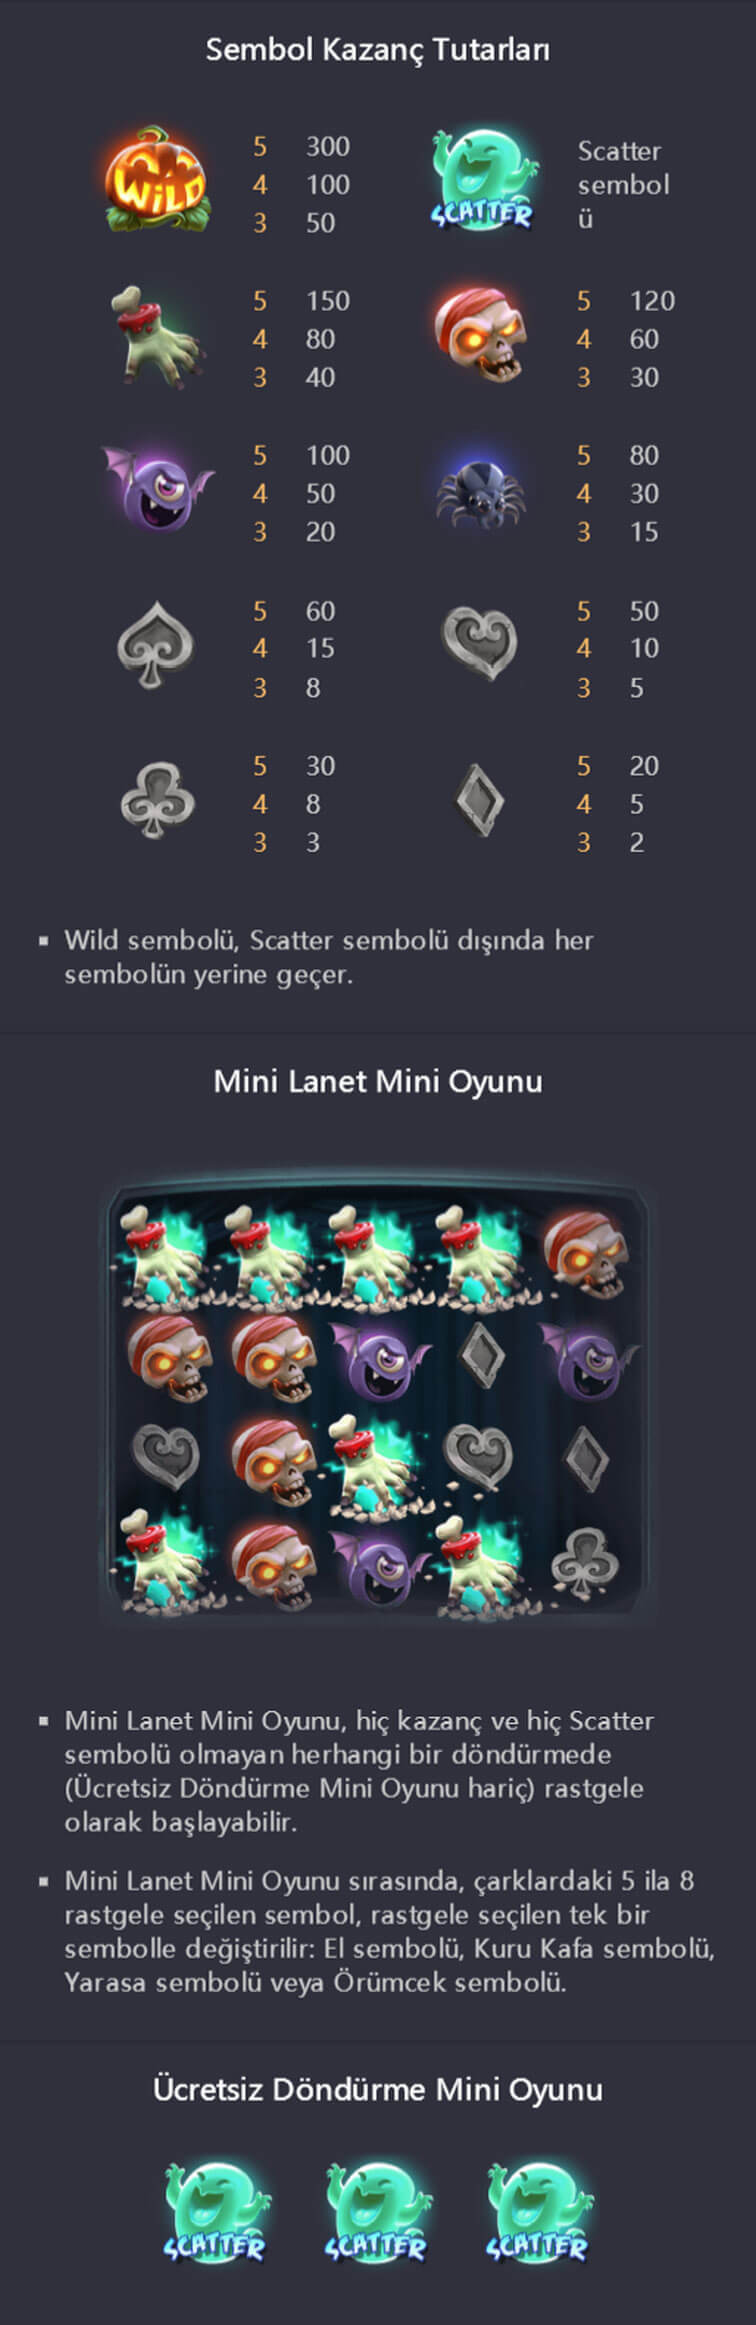 Sembol Kazanç Tutarları
WiLD
5 300
4 100
3 50
SCATTER
Scatter
sembol
ü
5 150
4 80
3 40
5 120
4 60
3 30
5 100
4 50
3 20
5 80
4 30
3 15
5 60
4 15
3 8
5 50
4 10
3 5
5 30
4 8
3 3
5 20
4 5
3 2
▪ Wild sembolü, Scatter sembolü dışında her
sembolün yerine geçer.
Mini Lanet Mini Oyunu
▪ Mini Lanet Mini Oyunu, hiç kazanç ve hiç Scatter
sembolü olmayan herhangi bir döndürmede
(Ücretsiz Döndürme Mini Oyunu hariç) rastgele
olarak başlayabilir.
▪ Mini Lanet Mini Oyunu sırasında, çarklardaki 5 ila 8
rastgele seçilen sembol, rastgele seçilen tek bir
sembolle değiştirilir: El sembolü, Kuru Kafa sembolü,
Yarasa sembolü veya Örümcek sembolü.
Ücretsiz Döndürme Mini Oyunu
SCATTER SCATTER SCATTER